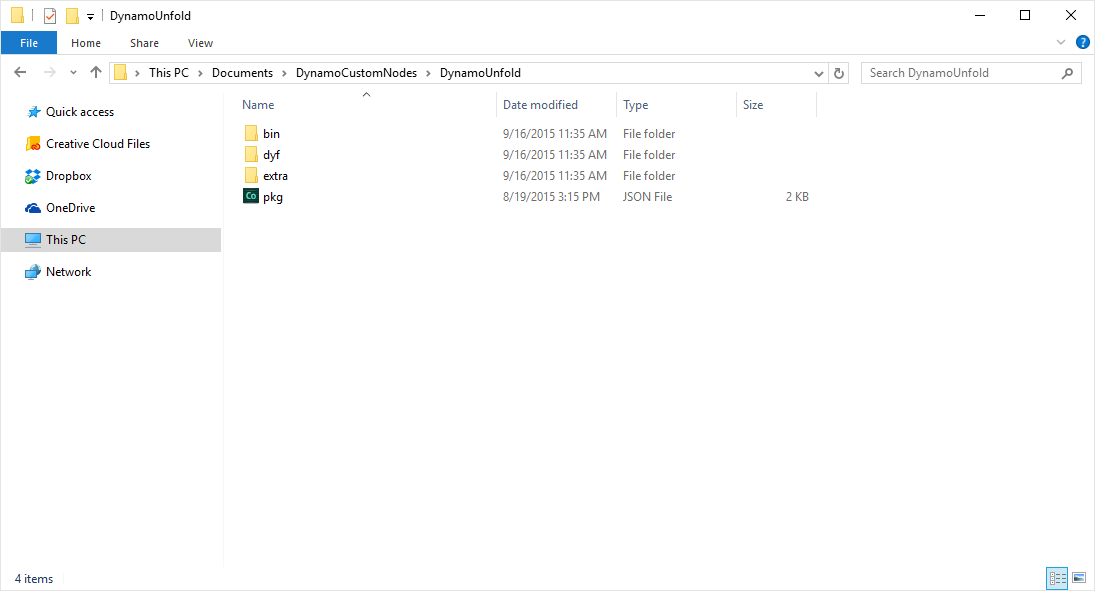 DynamoUnfold
File Home Share View
This PC Documents DynamoCustomNodes DynamoUnfold
Search DynamoUnfold
Quick access
Creative Cloud Files
Dropbox
OneDrive
This PC
Network
Name Date modified Type Size
bin 9/16/2015 11:35 AM File folder
dyf 9/16/2015 11:35 AM File folder
extra 9/16/2015 11:35 AM File folder
Co pkg 8/19/2015 3:15 PM JSON File 2 KB
4 items